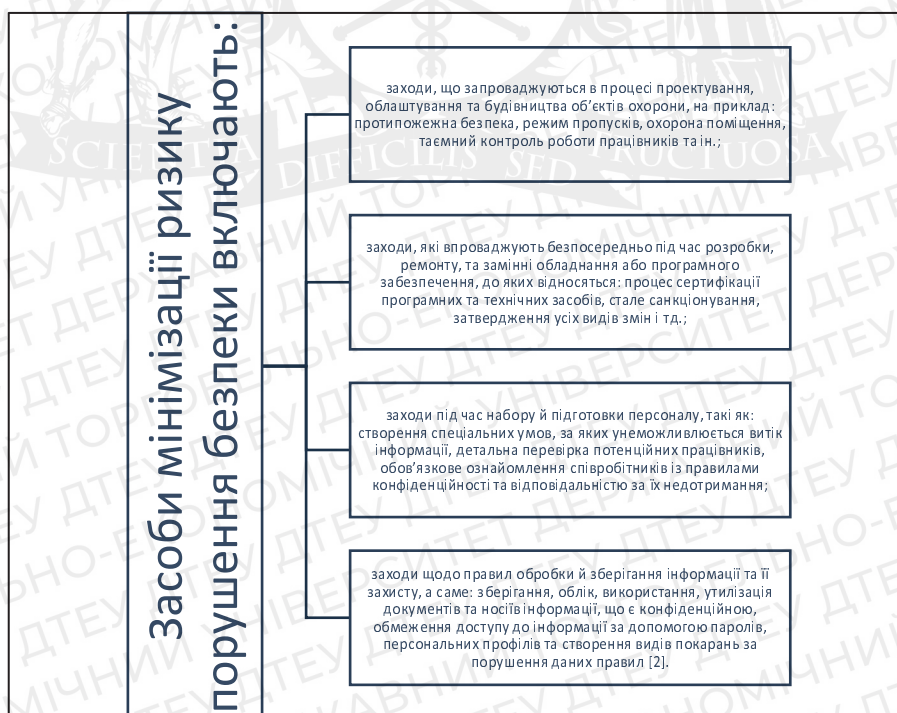 Засоби мінімізації ризику
порушення безпеки включають:
заходи, що запроваджуються в процесі проектування,
облаштування та будівництва об’єктів охорони, на приклад:
протипожежна безпека, режим пропусків, охорона поміщення,
таємний контроль роботи працівників та ін.;
заходи, які впроваджують безпосередньо під час розробки,
ремонту, та замінні обладнання або програмного
забезпечення, до яких відносяться: процес сертифікації
програмних та технічних засобів, стале санкціонування,
затвердження усіх видів змін і тд.;
заходи під час набору й підготовки персоналу, такі як:
створення спеціальних умов, за яких унеможливлюється витік
інформації, детальна перевірка потенційних працівників,
обов’язкове ознайомлення співробітників із правилами
конфіденційності та відповідальністю за їх недотримання;
заходи щодо правил обробки й зберігання інформації та її
захисту, а саме: зберігання, облік, використання, утилізація
документів та носіїв інформації, що є конфіденційною,
обмеження доступу до інформації за допомогою паролів,
персональних профілів та створення видів покарань за
порушення даних правил [2].
SCIENTIA DIFFICILIS SED FRUCTUOSA